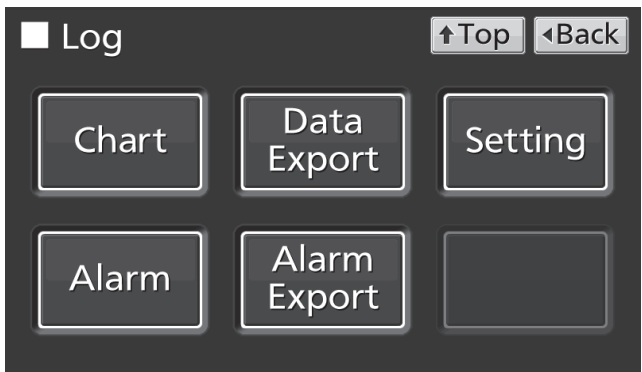 Log
↑Top
◂Back
Chart
Data
Export
Setting
Alarm
Alarm
Export